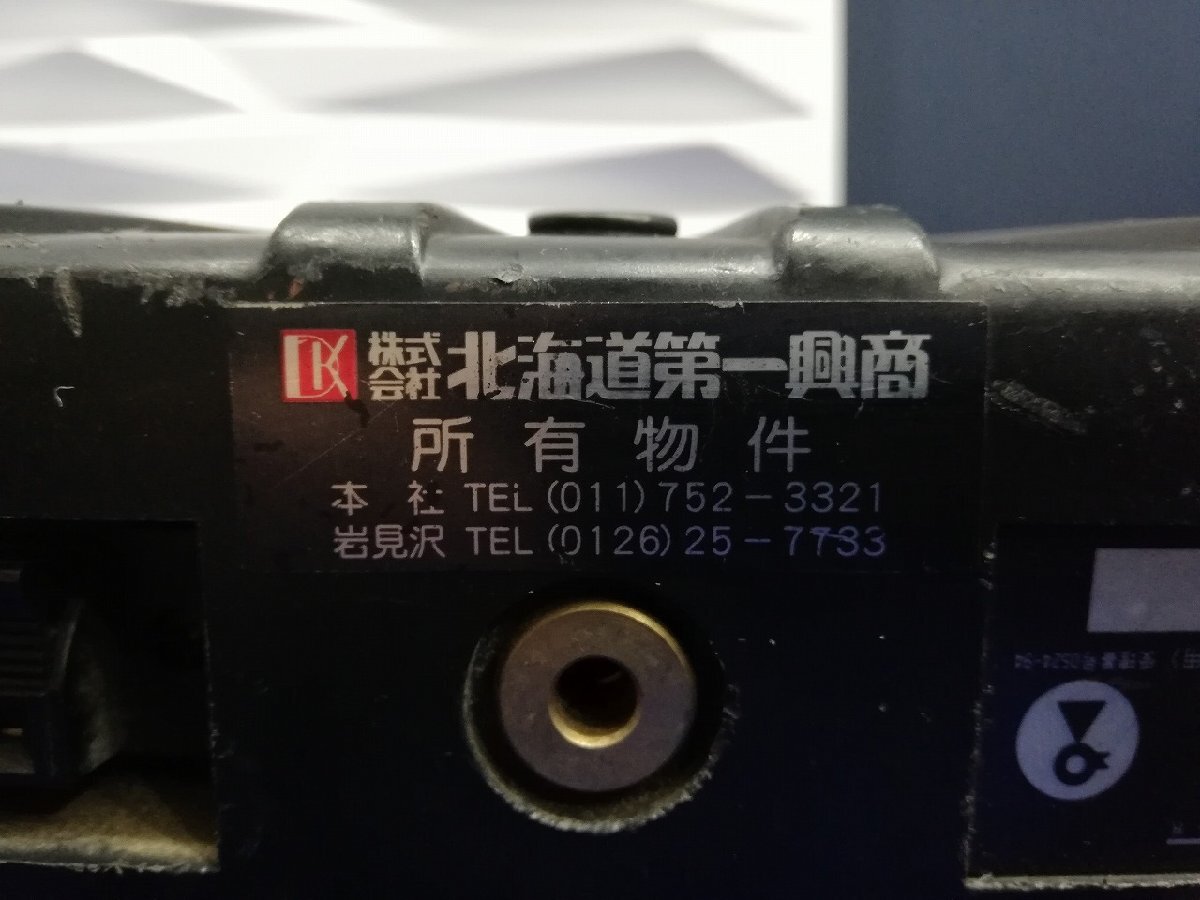 DK 株式会社 北海道第一興商
所有物件
本社 TEL (011) 752-3321
岩見沢 TEL (0126) 25-7733